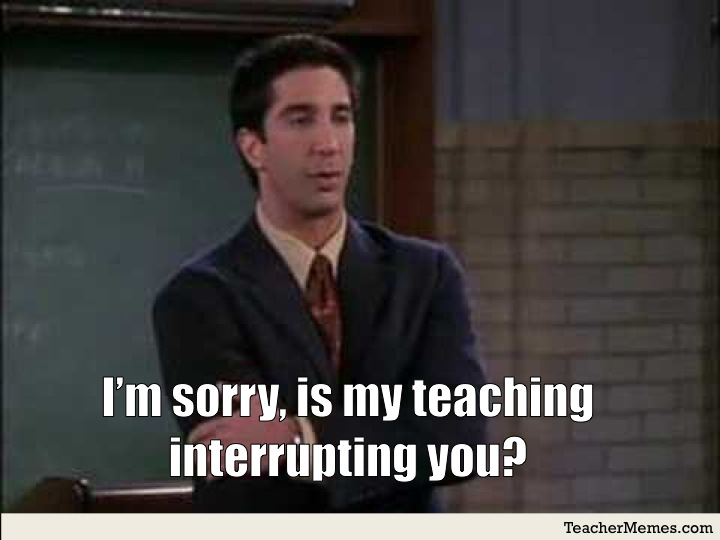 I’m sorry, is my teaching
interrupting you?
TeacherMemes.com